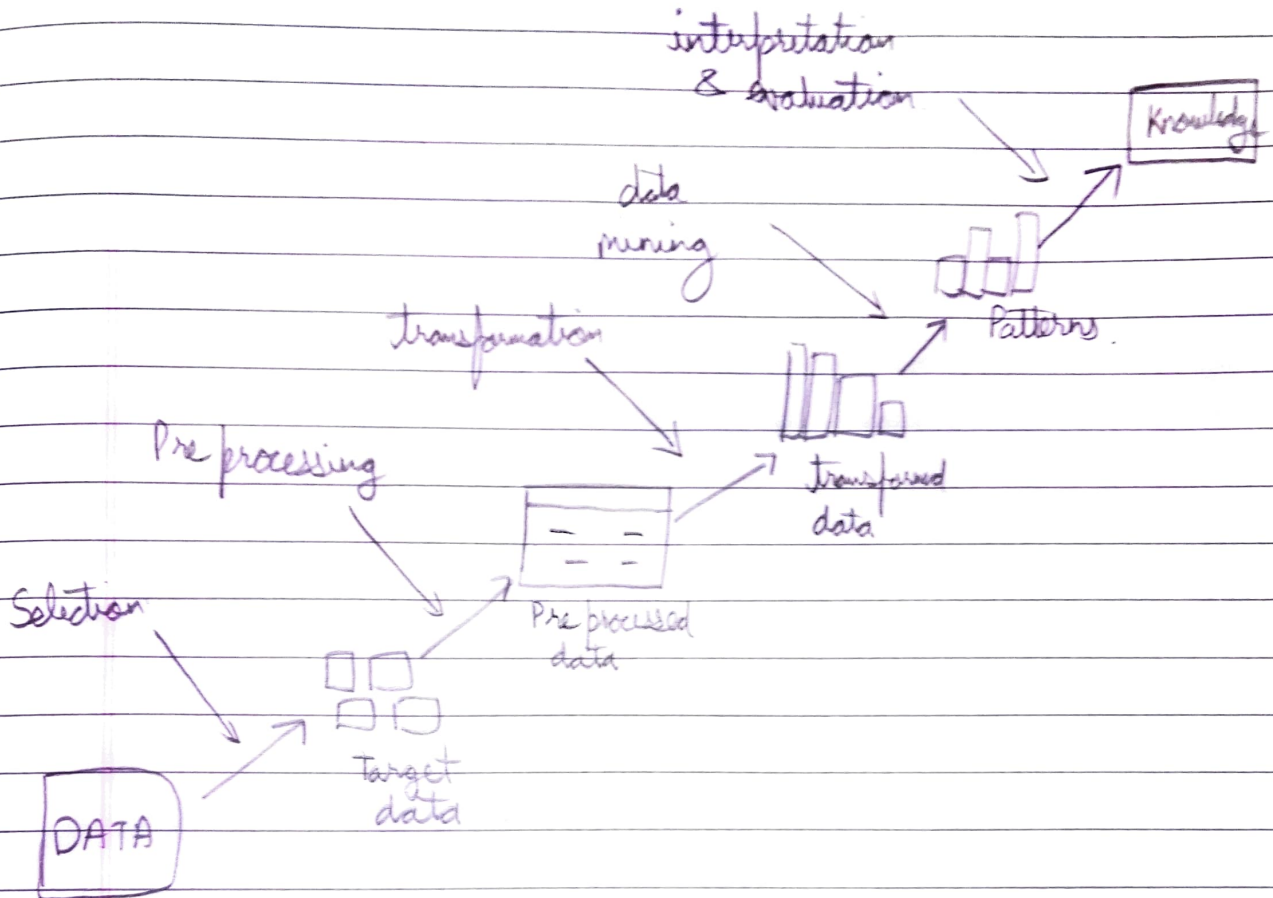 interpretation
& evaluation
Knowledge
data
mining
Patterns.
transformation
transformed
data
Pre processing
Pre processed
data
Selection
Target
data
DATA